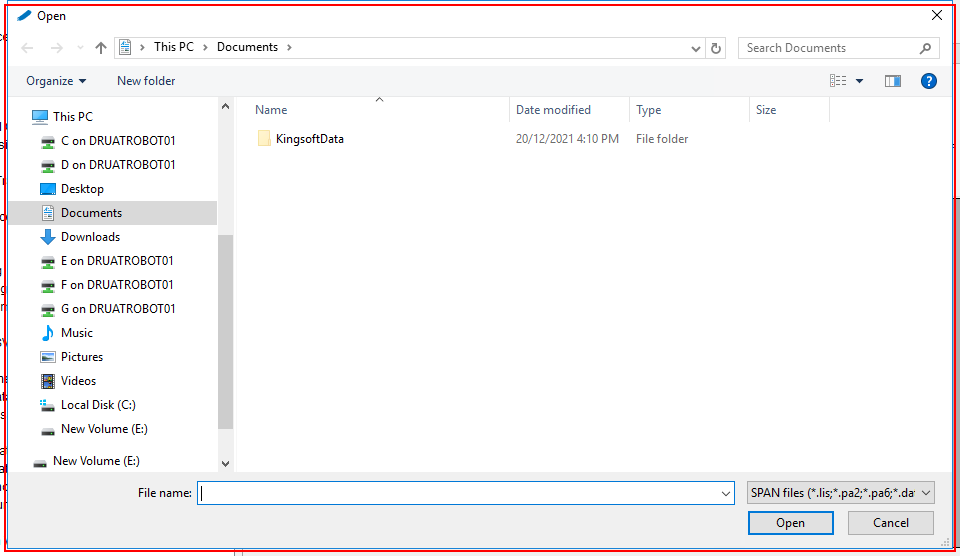 Open
This PC > Documents >
Search Documents
Organize
New folder
Name
Date modified
Type
Size
KingsoftData
20/12/2021 4:10 PM
File folder
This PC
C on DRUATROBOT01
D on DRUATROBOT01
Desktop
Documents
Downloads
E on DRUATROBOT01
F on DRUATROBOT01
G on DRUATROBOT01
Music
Pictures
Videos
Local Disk (C:)
New Volume (E:)
New Volume (E:)
File name:
SPAN files (*.lis;*.pa2;*.pa6;*.da
Open
Cancel